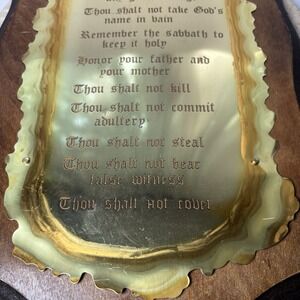 Thou shalt not take God's
name in vain
Remember the sabbath to
keep it holy
Honor your father and
your mother
Thou shalt not kill
Thou shalt not commit
adultery
Thou shalt not steal
Thou shalt not bear
false witness
Thou shalt not covet